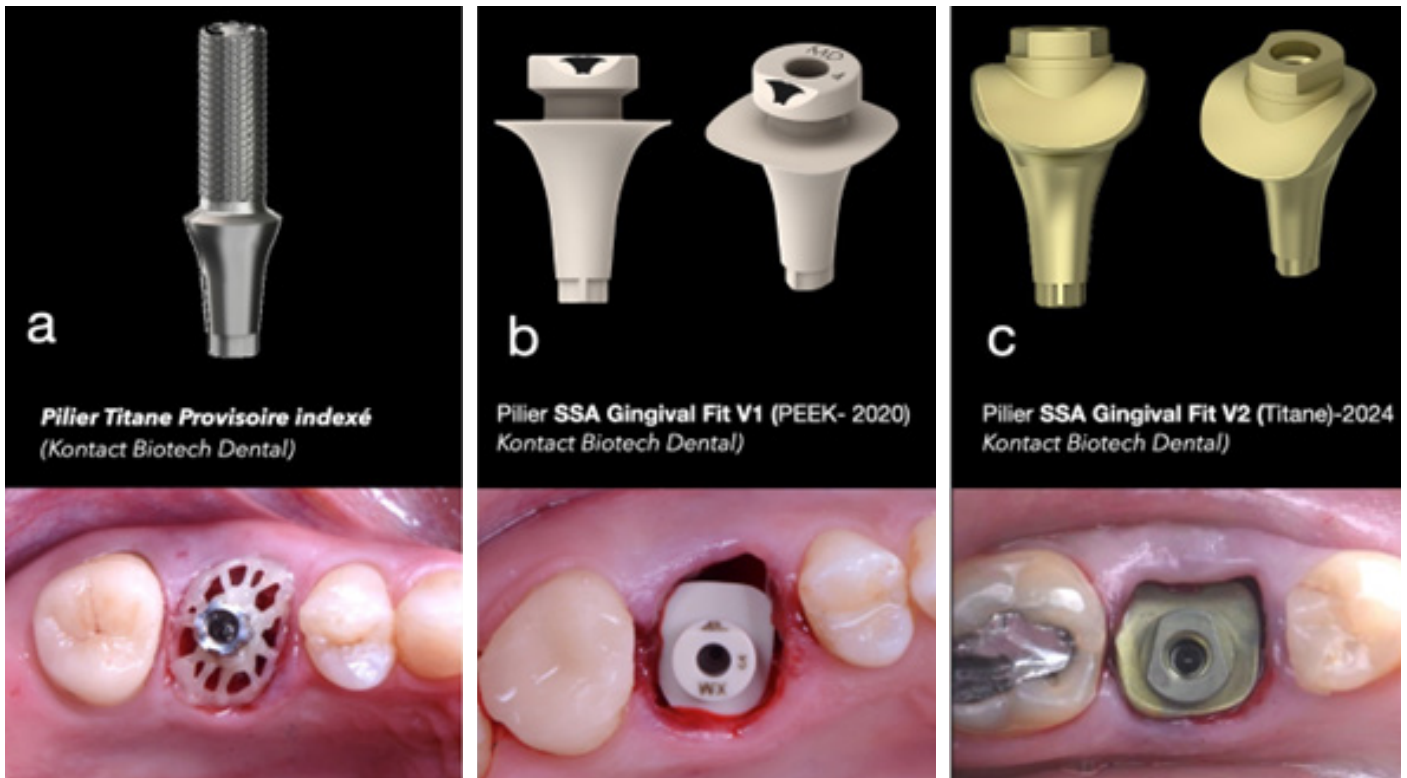 MD
a
b
c
Pilier Titane Provisoire indexé
(Kontact Biotech Dental)
Pilier SSA Gingival Fit V1 (PEEK- 2020)
Kontact Biotech Dental)
Pilier SSA Gingival Fit V2 (Titane)-2024
Kontact Biotech Dental)